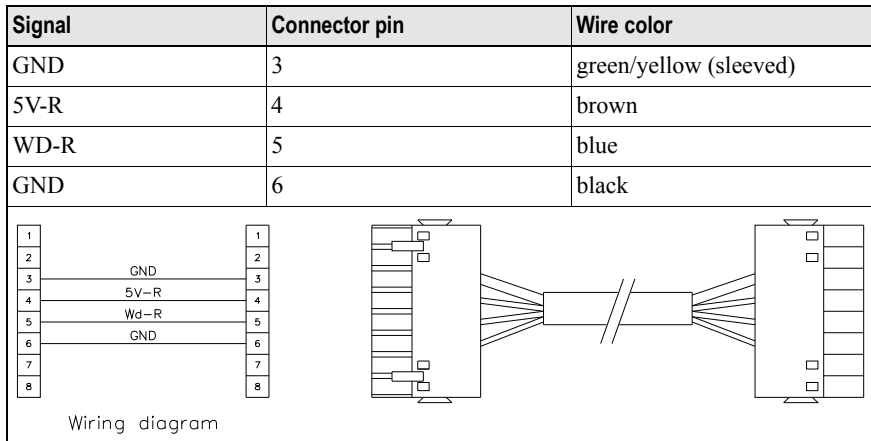 Signal Connector pin Wire color
GND 3 green/yellow (sleeved)
5V-R 4 brown
WD-R 5 blue
GND 6 black
1 1
2 2
3 GND 3
4 5V-R 4
5 Wd-R 5
6 GND 6
7 7
8 8
Wiring diagram